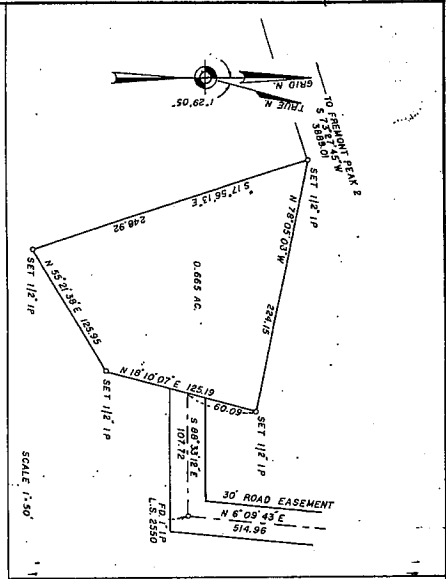 GRID N.
TRUE N.
1°29'05"
TO FREMONT PEAK 2
S 73°27'45" W
3889.01
SET 1/2" IP
N 78°05'03" W
224.15
S 17°56'13" E
248.92
0.665 AC.
SET 1/2" IP
N 55°21'38" E 125.95
SET 1/2" IP
N 18°10'07" E 125.19
60.09
SET 1/2" IP
S 88°33'12" E
107.72
30' ROAD EASEMENT
N 6°09'43" E
514.96
FD. 1" IP
L.S. 2550
SCALE 1"=50'